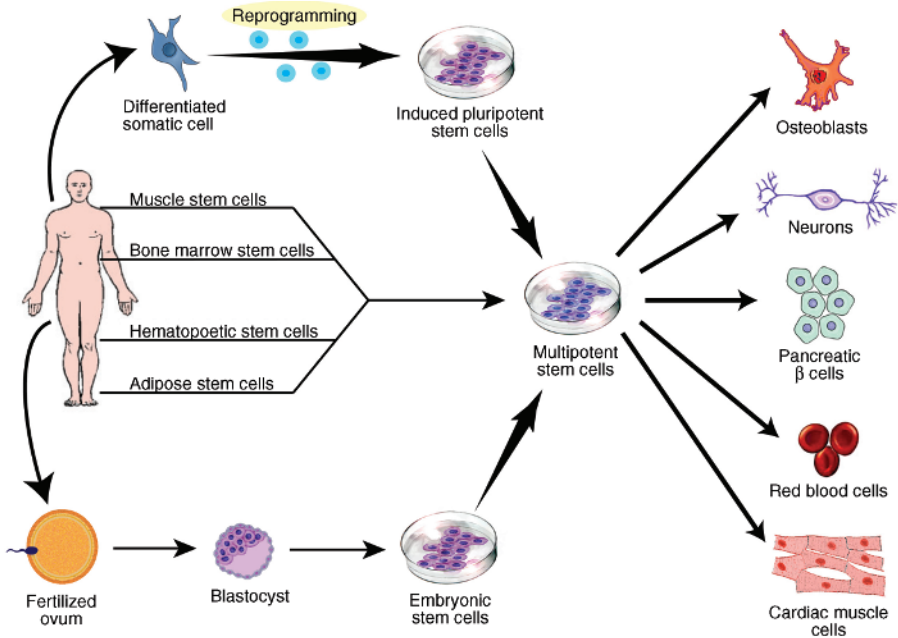 Reprogramming
Differentiated
somatic cell
Induced pluripotent
stem cells
Osteoblasts
Muscle stem cells
Bone marrow stem cells
Hematopoetic stem cells
Adipose stem cells
Neurons
Multipotent
stem cells
Pancreatic
β cells
Red blood cells
Fertilized
ovum
Blastocyst
Embryonic
stem cells
Cardiac muscle
cells